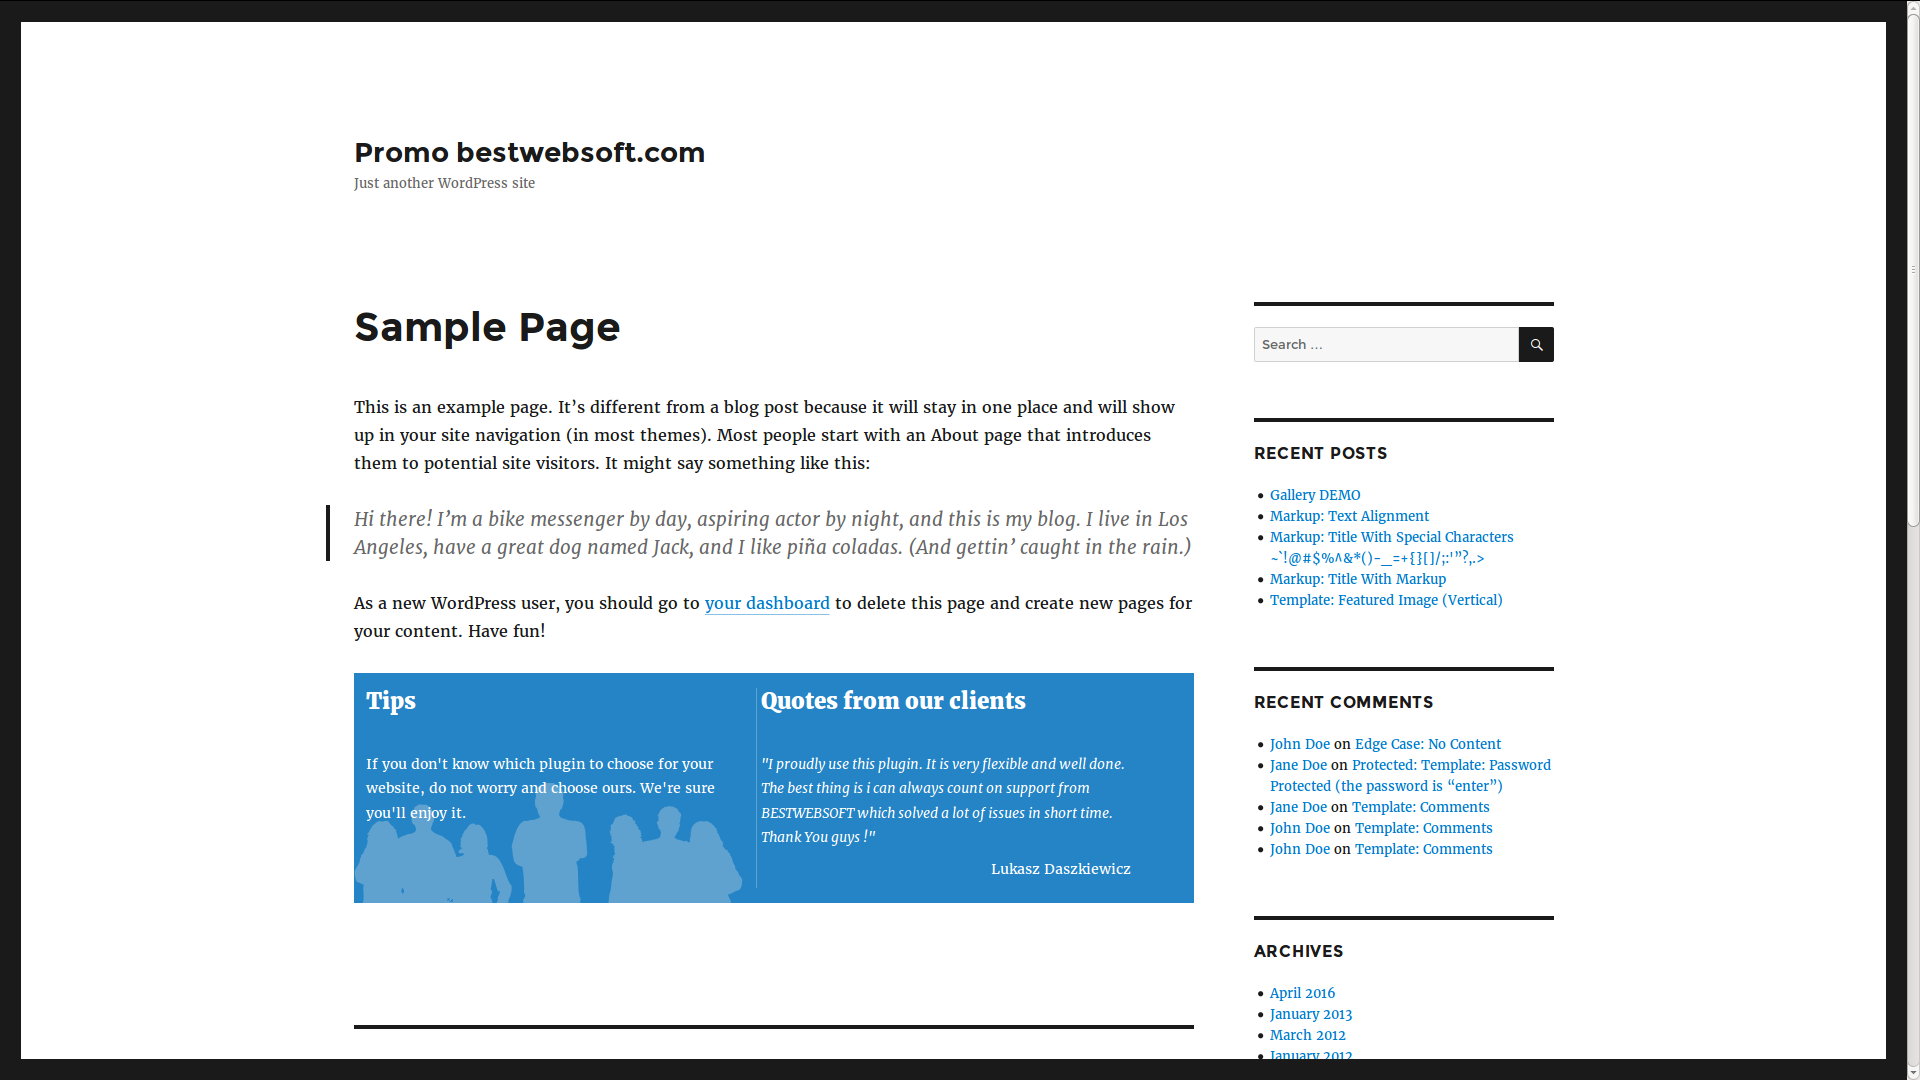 Promo bestwebsoft.com
Just another WordPress site
Sample Page
This is an example page. It’s different from a blog post because it will stay in one place and will show
up in your site navigation (in most themes). Most people start with an About page that introduces
them to potential site visitors. It might say something like this:
Hi there! I’m a bike messenger by day, aspiring actor by night, and this is my blog. I live in Los
Angeles, have a great dog named Jack, and I like piña coladas. (And gettin’ caught in the rain.)
As a new WordPress user, you should go to your dashboard to delete this page and create new pages for
your content. Have fun!
Tips
If you don't know which plugin to choose for your
website, do not worry and choose ours. We're sure
you'll enjoy it.
Quotes from our clients
"I proudly use this plugin. It is very flexible and well done.
The best thing is i can always count on support from
BESTWEBSOFT which solved a lot of issues in short time.
Thank You guys !"
Lukasz Daszkiewicz
Search …
RECENT POSTS
Gallery DEMO
Markup: Text Alignment
Markup: Title With Special Characters
~`!@#$%^&*()-_=+{}[]/;:'”?,.>
Markup: Title With Markup
Template: Featured Image (Vertical)
RECENT COMMENTS
John Doe on Edge Case: No Content
Jane Doe on Protected: Template: Password
Protected (the password is “enter”)
Jane Doe on Template: Comments
John Doe on Template: Comments
John Doe on Template: Comments
ARCHIVES
April 2016
January 2013
March 2012
January 2012